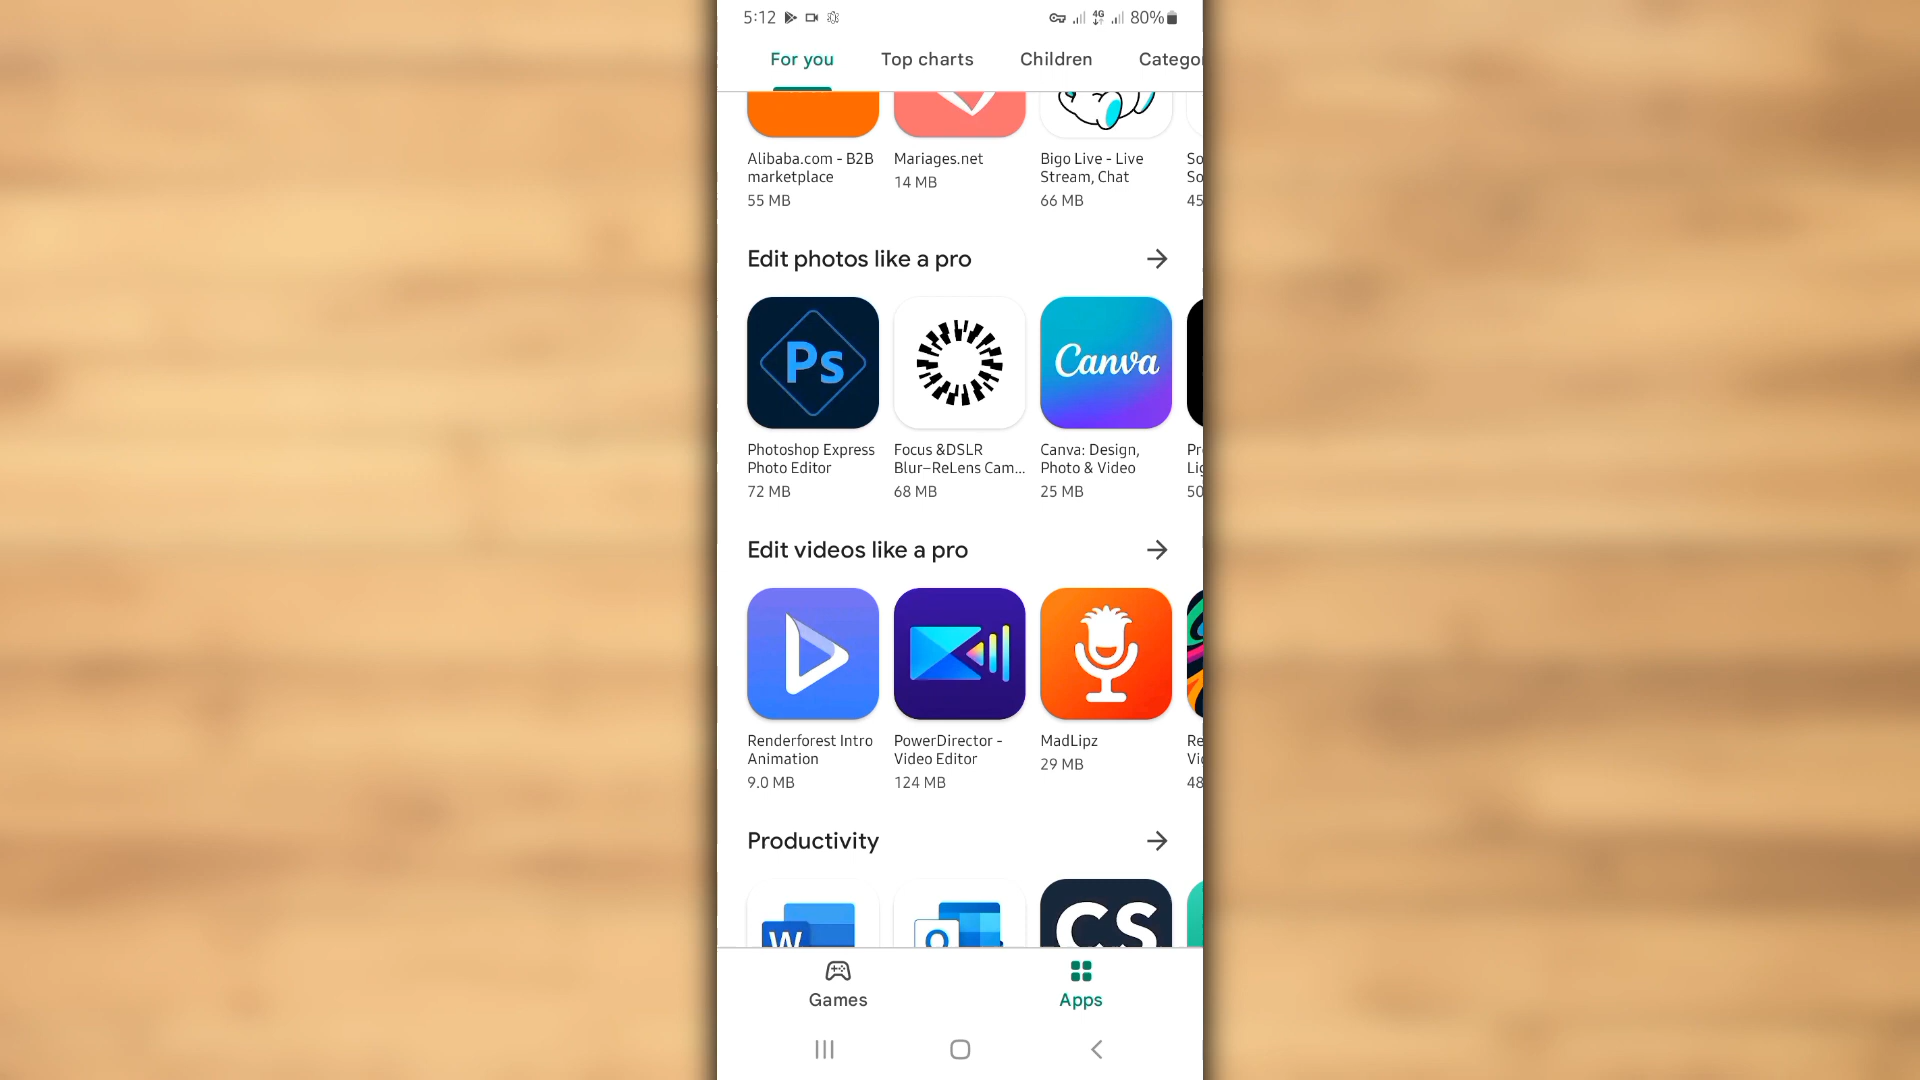 5:12
4G
80%
For you
Top charts
Children
Catego
Alibaba.com - B2B
marketplace
55 MB
Mariages.net
14 MB
Bigo Live - Live
Stream, Chat
66 MB
So
So
45
Edit photos like a pro
Ps
Canva
Photoshop Express
Photo Editor
72 MB
Focus &DSLR
Blur–ReLens Cam...
68 MB
Canva: Design,
Photo & Video
25 MB
Pr
Lig
50
Edit videos like a pro
Renderforest Intro
Animation
9.0 MB
PowerDirector -
Video Editor
124 MB
MadLipz
29 MB
Re
Vi
48
Productivity
W
O
CS
Games
Apps